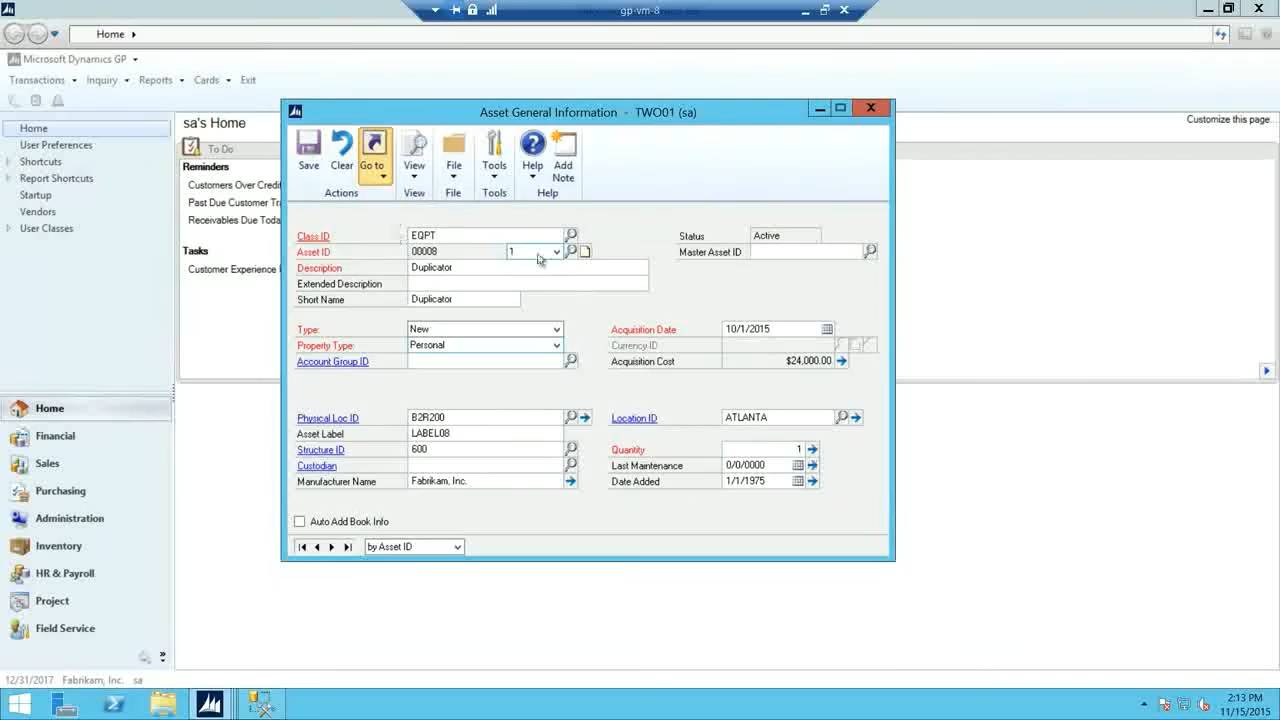 gp-vm-8
Home
Microsoft Dynamics GP
Transactions Inquiry Reports Cards Exit
Home
User Preferences
Shortcuts
Report Shortcuts
Startup
Vendors
User Classes
Home
Financial
Sales
Purchasing
Administration
Inventory
HR & Payroll
Project
Field Service
sa's Home
Customize this page...
To Do
Reminders
Customers Over Credi
Past Due Customer Tr
Receivables Due Toda
Tasks
Customer Experience
Asset General Information - TWO01 (sa)
Save Clear Go to View File Tools Help Add Note
Actions View File Tools Help
Class ID EQPT Status Active
Asset ID 00008 1 Master Asset ID
Description Duplicator
Extended Description
Short Name Duplicator
Type: New Acquisition Date 10/1/2015
Property Type: Personal Currency ID
Account Group ID Acquisition Cost $24,000.00
Physical Loc ID B2R200 Location ID ATLANTA
Asset Label LABEL08
Structure ID 600 Quantity 1
Custodian Last Maintenance 0/0/0000
Manufacturer Name Fabrikam, Inc. Date Added 1/1/1975
Auto Add Book Info
by Asset ID
12/31/2017 Fabrikam, Inc. sa
2:13 PM
11/15/2015